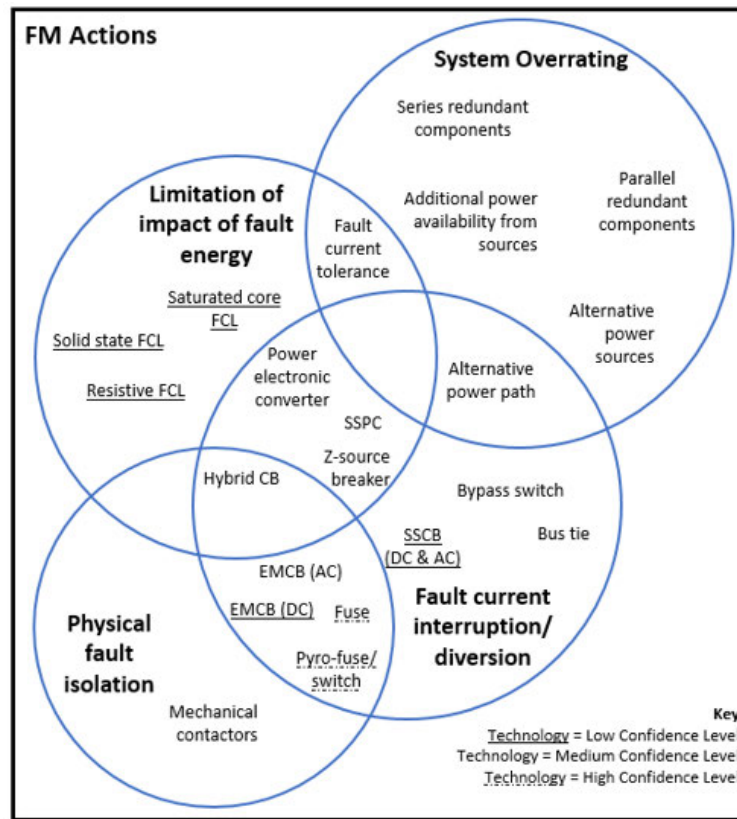 FM Actions
System Overrating
Series redundant
components
Parallel
redundant
components
Additional power
availability from
sources
Alternative
power
sources
Limitation of
impact of fault
energy
Fault
current
tolerance
Saturated core
FCL
Solid state FCL
Resistive FCL
Power
electronic
converter
SSPC
Z-source
breaker
Alternative
power path
Hybrid CB
Bypass switch
Bus tie
SSCB
(DC & AC)
EMCB (AC)
EMCB (DC)
Fuse
Pyro-fuse/
switch
Fault current
interruption/
diversion
Physical
fault
isolation
Mechanical
contactors
Key
Technology = Low Confidence Level
Technology = Medium Confidence Level
Technology = High Confidence Level